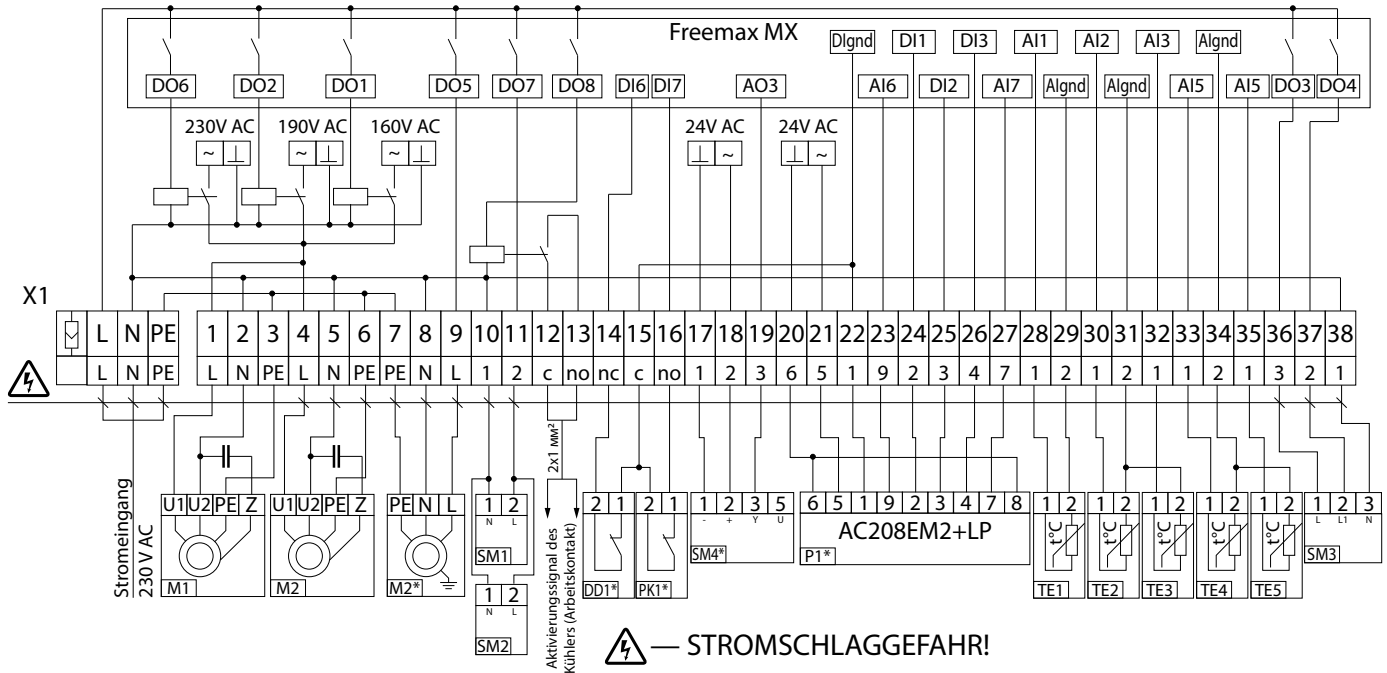 Freemax MX
DIgnd DI1 DI3 AI1 AI2 AI3 AIgnd
DO6 DO2 DO1 DO5 DO7 DO8 DI6 DI7 AO3 AI6 DI2 AI7 AIgnd AIgnd AI5 AI5 DO3 DO4
230V AC 190V AC 160V AC 24V AC 24V AC
~ ⊥ ~ ⊥ ~ ⊥ ⊥ ~ ⊥ ~
X1
L N PE 1 2 3 4 5 6 7 8 9 10 11 12 13 14 15 16 17 18 19 20 21 22 23 24 25 26 27 28 29 30 31 32 33 34 35 36 37 38
L N PE L N PE L N PE PE N L 1 2 c no nc c no 1 2 3 6 5 1 9 2 3 4 7 1 2 1 2 1 1 2 1 3 2 1
Stromeingang
230 V AC
U1 U2 PE Z
M1
U1 U2 PE Z
M2
PE N L
M2*
1 2
N L
SM1
1 2
N L
SM2
2x1 мм²
Aktivierungssignal des
Kühlers (Arbeitskontakt)
2 1
DD1*
2 1
PK1*
1 2 3 5
- + Y U
SM4*
6 5 1 9 2 3 4 7 8
AC208EM2+LP
P1*
1 2
t°C
TE1
1 2
t°C
TE2
1 2
t°C
TE3
1 2
t°C
TE4
1 2
t°C
TE5
1 2 3
L L1 N
SM3
— STROMSCHLAGGEFAHR!